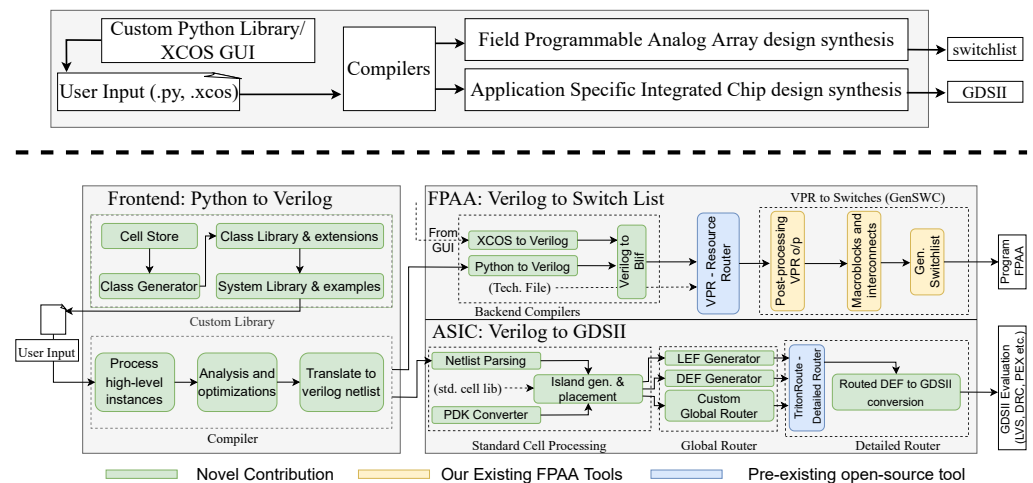 Custom Python Library/
XCOS GUI
User Input (.py, .xcos)
Compilers
Field Programmable Analog Array design synthesis
Application Specific Integrated Chip design synthesis
switchlist
GDSII
Frontend: Python to Verilog
Cell Store
Class Library & extensions
Class Generator
System Library & examples
Custom Library
User Input
Process
high-level
instances
Analysis and
optimizations
Translate to
verilog netlist
Compiler
FPAA: Verilog to Switch List
From
GUI
XCOS to Verilog
Python to Verilog
(Tech. File)
Verilog to
Blif
Backend Compilers
VPR - Resource
Router
VPR to Switches (GenSWC)
Post-processing
VPR o/p
Macroblocks and
interconnects
Gen.
Switchlist
Program
FPAA
ASIC: Verilog to GDSII
Netlist Parsing
(std. cell lib)
PDK Converter
Island gen. &
placement
Standard Cell Processing
LEF Generator
DEF Generator
Custom
Global Router
Global Router
TritonRoute -
Detailed Router
Routed DEF to GDSII
conversion
Detailed Router
GDSII Evaluation
(LVS, DRC, PEX etc.)
Novel Contribution
Our Existing FPAA Tools
Pre-existing open-source tool